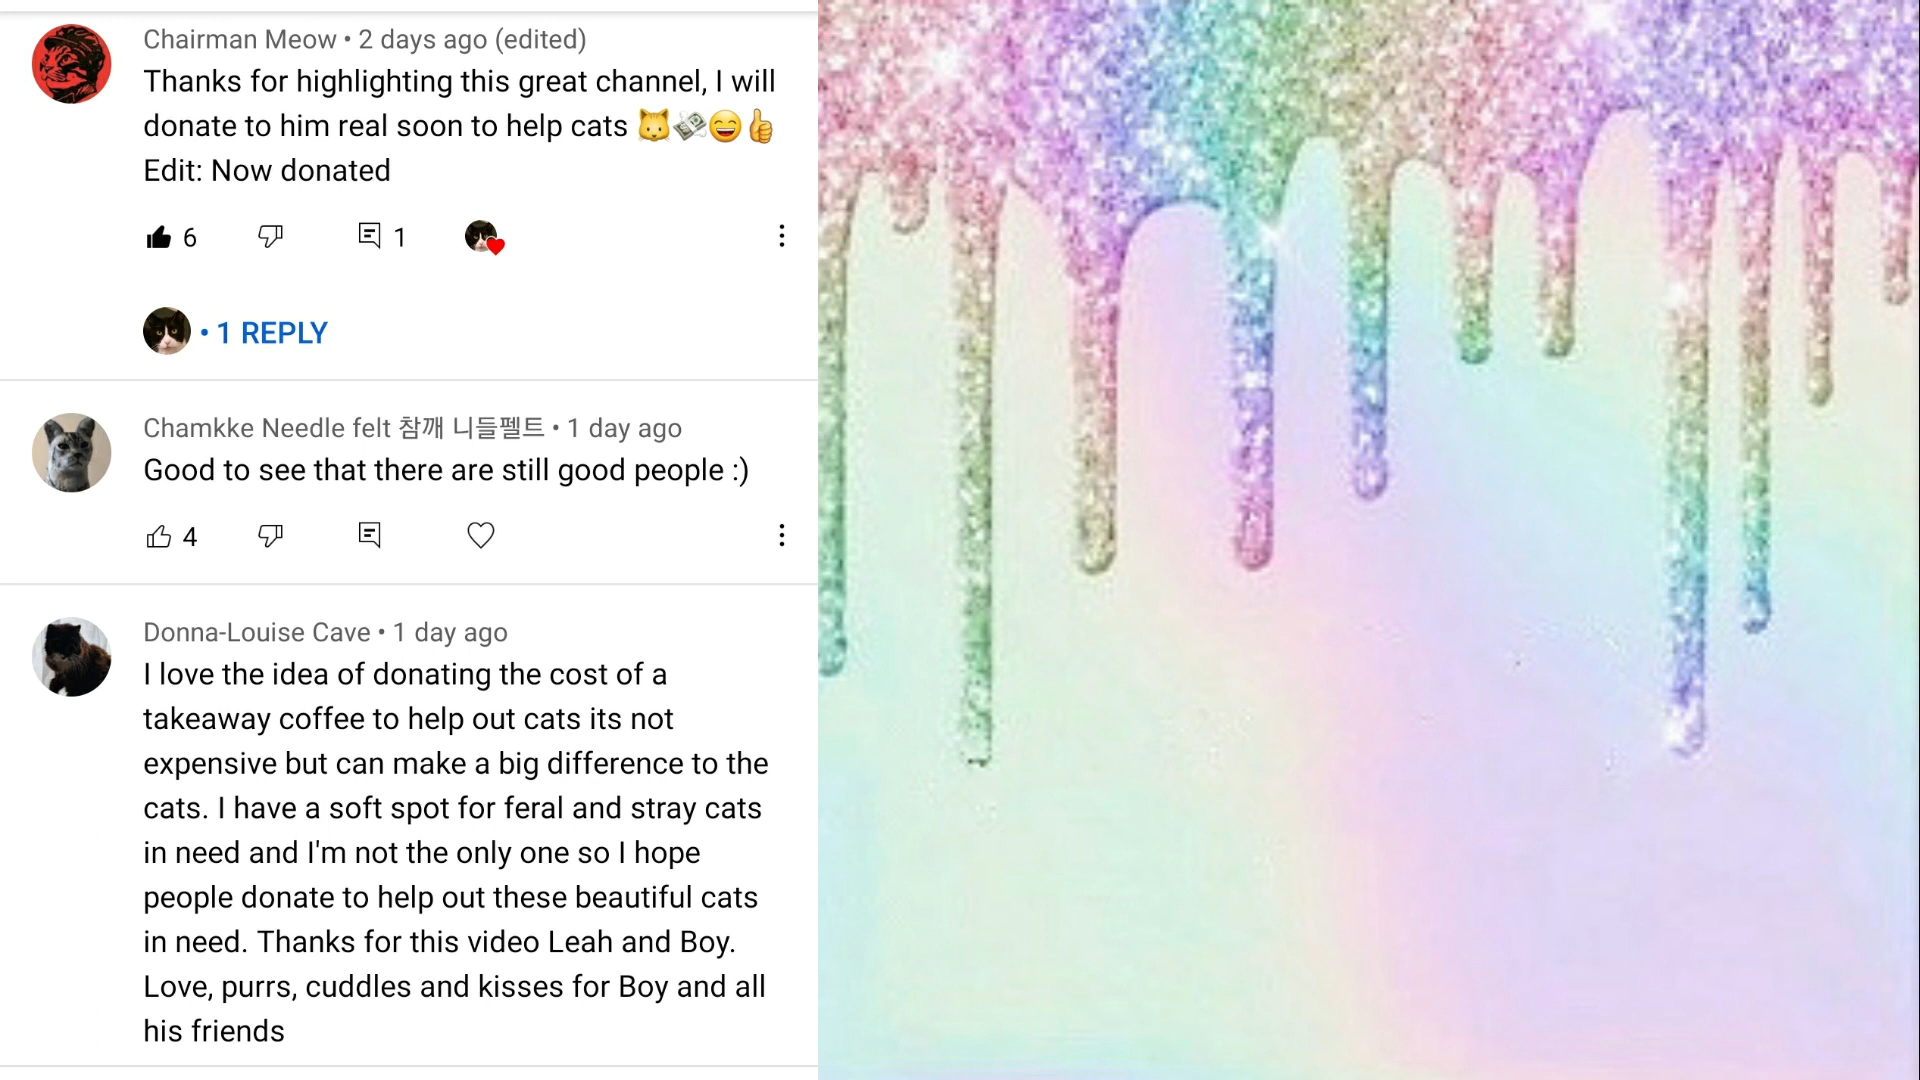 Chairman Meow • 2 days ago (edited)
Thanks for highlighting this great channel, I will
donate to him real soon to help cats 🐱💸😄👍
Edit: Now donated
6 1
• 1 REPLY
Chamkke Needle felt 참깨 니들펠트 • 1 day ago
Good to see that there are still good people :)
4
Donna-Louise Cave • 1 day ago
I love the idea of donating the cost of a
takeaway coffee to help out cats its not
expensive but can make a big difference to the
cats. I have a soft spot for feral and stray cats
in need and I'm not the only one so I hope
people donate to help out these beautiful cats
in need. Thanks for this video Leah and Boy.
Love, purrs, cuddles and kisses for Boy and all
his friends